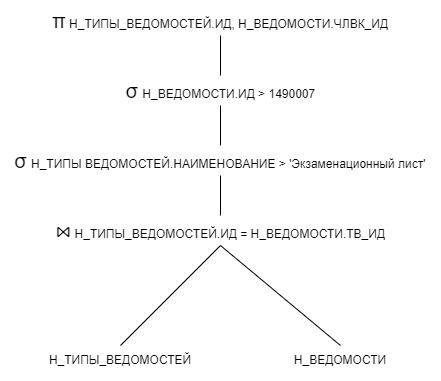 π Н_ТИПЫ_ВЕДОМОСТЕЙ.ИД, Н_ВЕДОМОСТИ.ЧЛВК_ИД
σ Н_ВЕДОМОСТИ.ИД > 1490007
σ Н_ТИПЫ ВЕДОМОСТЕЙ.НАИМЕНОВАНИЕ > 'Экзаменационный лист'
⋈ Н_ТИПЫ_ВЕДОМОСТЕЙ.ИД = Н_ВЕДОМОСТИ.ТВ_ИД
Н_ТИПЫ_ВЕДОМОСТЕЙ Н_ВЕДОМОСТИ